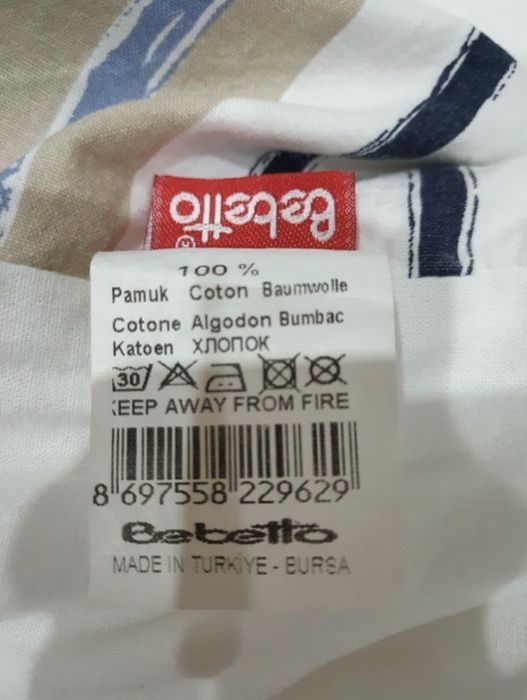 bebetto
100 %
Pamuk Coton Baumwolle
Cotone Algodon Bumbac
Katoen ХЛОПОК
30
KEEP AWAY FROM FIRE
8 697558 229629
Bebetto
MADE IN TURKİYE - BURSA